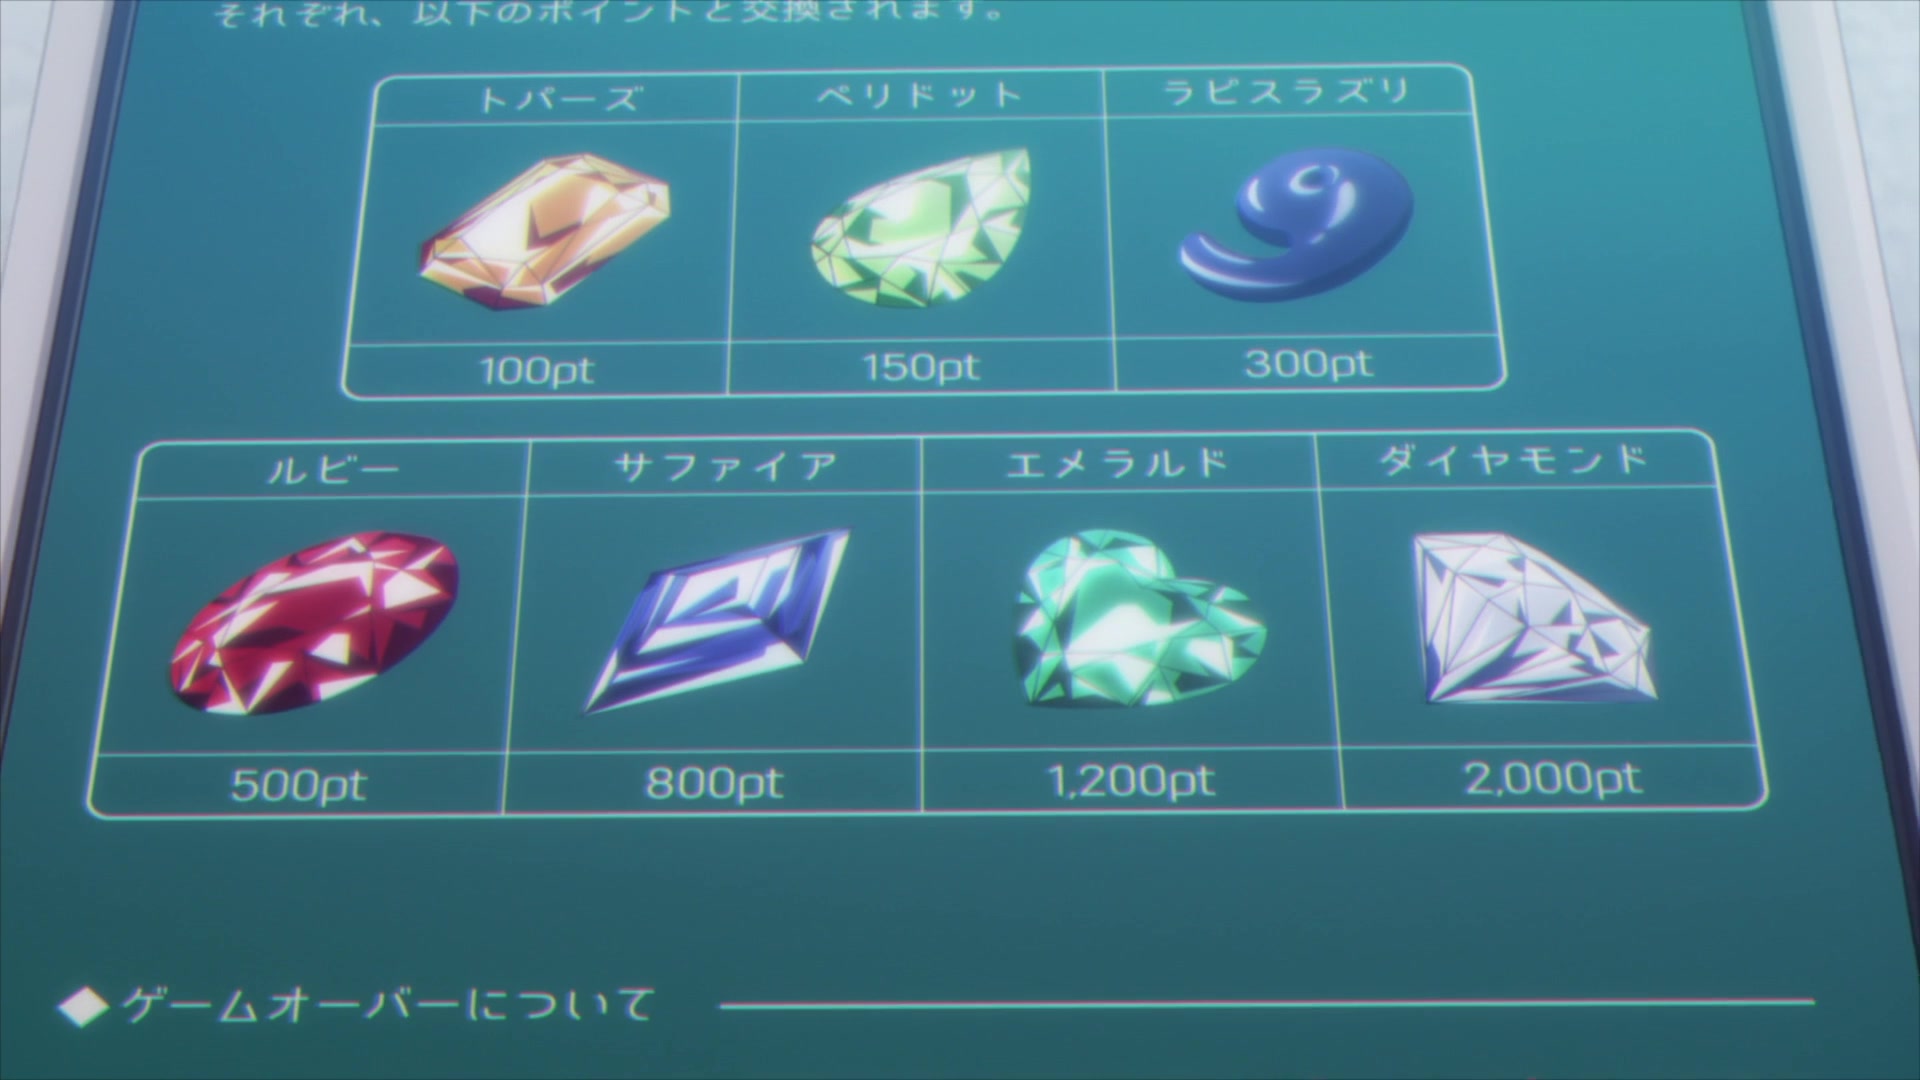 それぞれ、以下のポイントと交換されます。
トパーズ ペリドット ラピスラズリ
100pt 150pt 300pt
ルビー サファイア エメラルド ダイヤモンド
500pt 800pt 1,200pt 2,000pt
◆ゲームオーバーについて